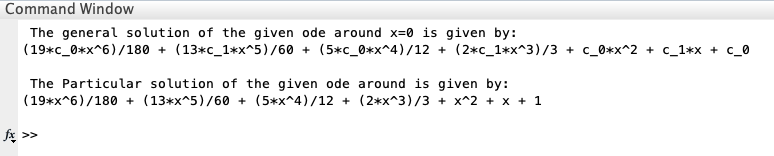 Command Window
The general solution of the given ode around x=0 is given by:
(19*c_0*x^6)/180 + (13*c_1*x^5)/60 + (5*c_0*x^4)/12 + (2*c_1*x^3)/3 + c_0*x^2 + c_1*x + c_0
The Particular solution of the given ode around is given by:
(19*x^6)/180 + (13*x^5)/60 + (5*x^4)/12 + (2*x^3)/3 + x^2 + x + 1
fx >>